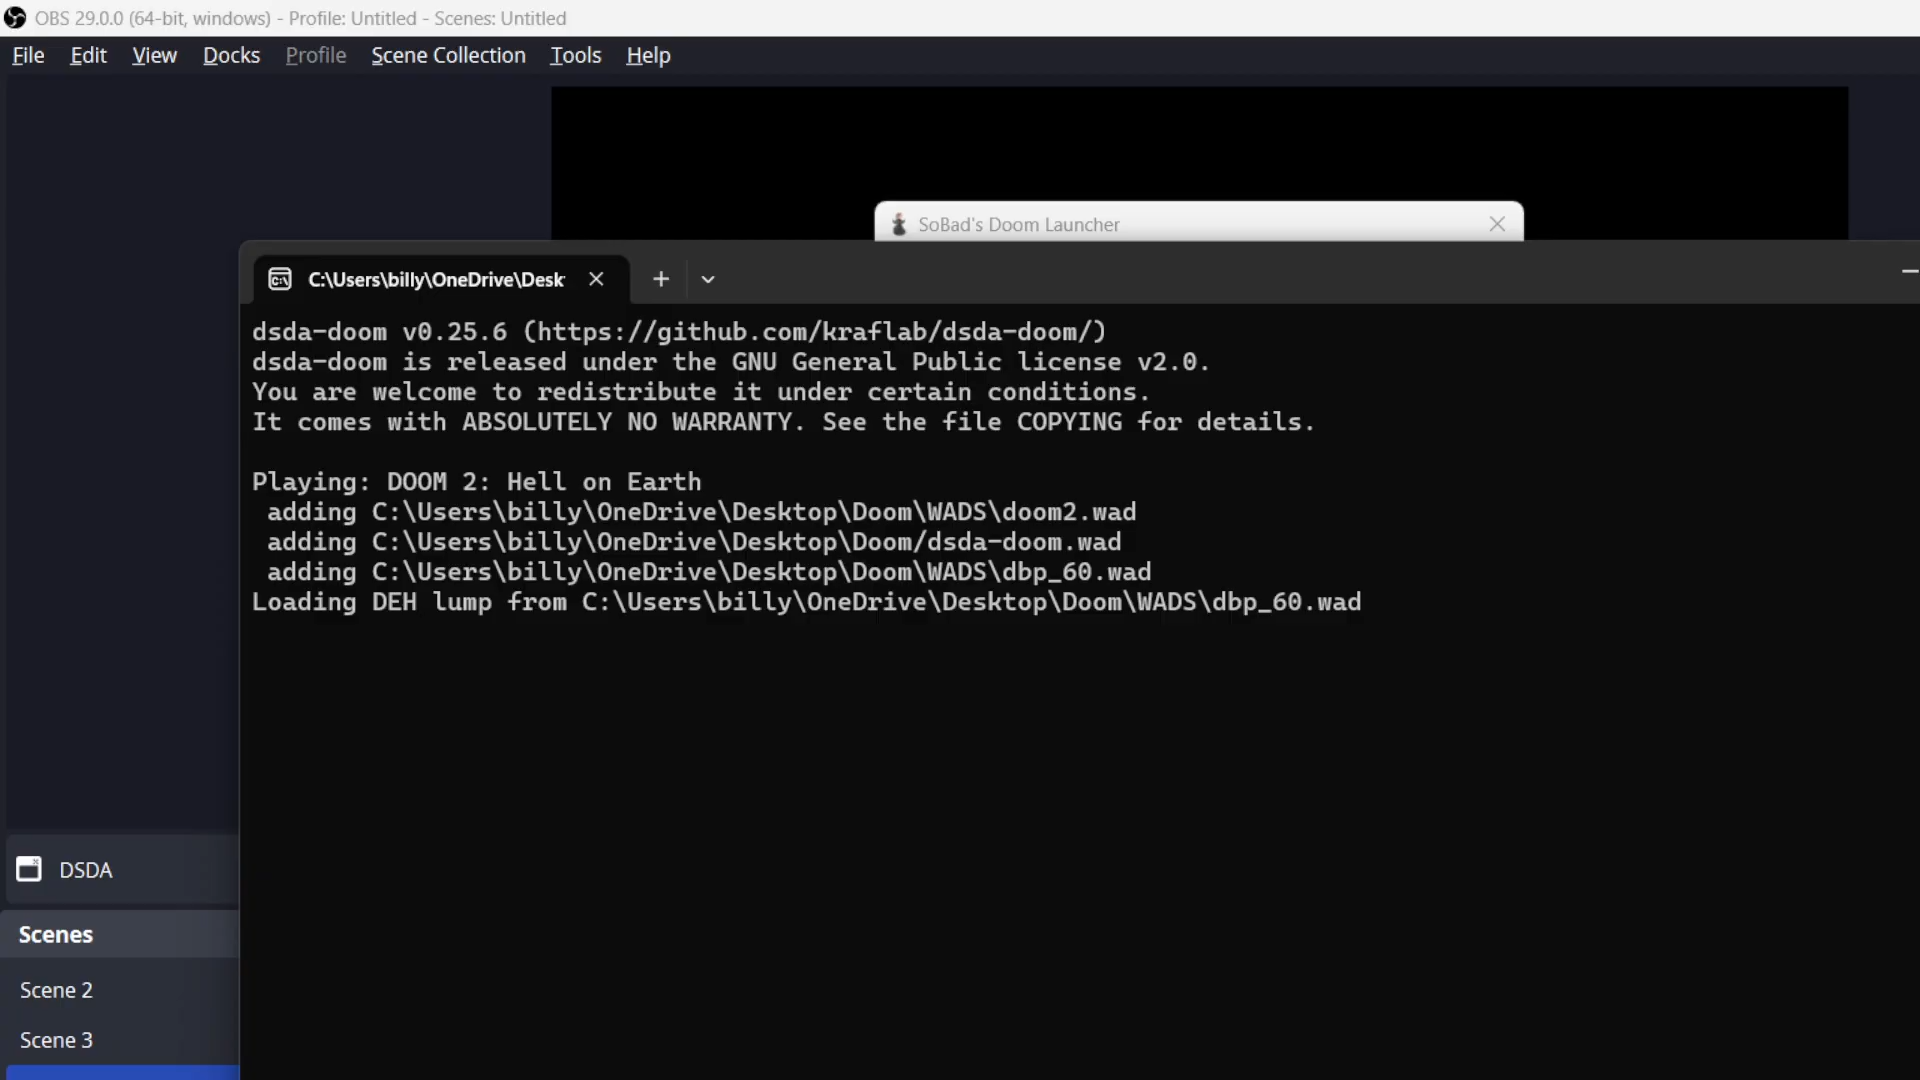 OBS 29.0.0 (64-bit, windows) - Profile: Untitled - Scenes: Untitled
File Edit View Docks Profile Scene Collection Tools Help
SoBad's Doom Launcher
C:\Users\billy\OneDrive\Desk
dsda-doom v0.25.6 (https://github.com/kraflab/dsda-doom/)
dsda-doom is released under the GNU General Public license v2.0.
You are welcome to redistribute it under certain conditions.
It comes with ABSOLUTELY NO WARRANTY. See the file COPYING for details.
Playing: DOOM 2: Hell on Earth
adding C:\Users\billy\OneDrive\Desktop\Doom\WADS\doom2.wad
adding C:\Users\billy\OneDrive\Desktop\Doom/dsda-doom.wad
adding C:\Users\billy\OneDrive\Desktop\Doom\WADS\dbp_60.wad
Loading DEH lump from C:\Users\billy\OneDrive\Desktop\Doom\WADS\dbp_60.wad
DSDA
Scenes
Scene 2
Scene 3